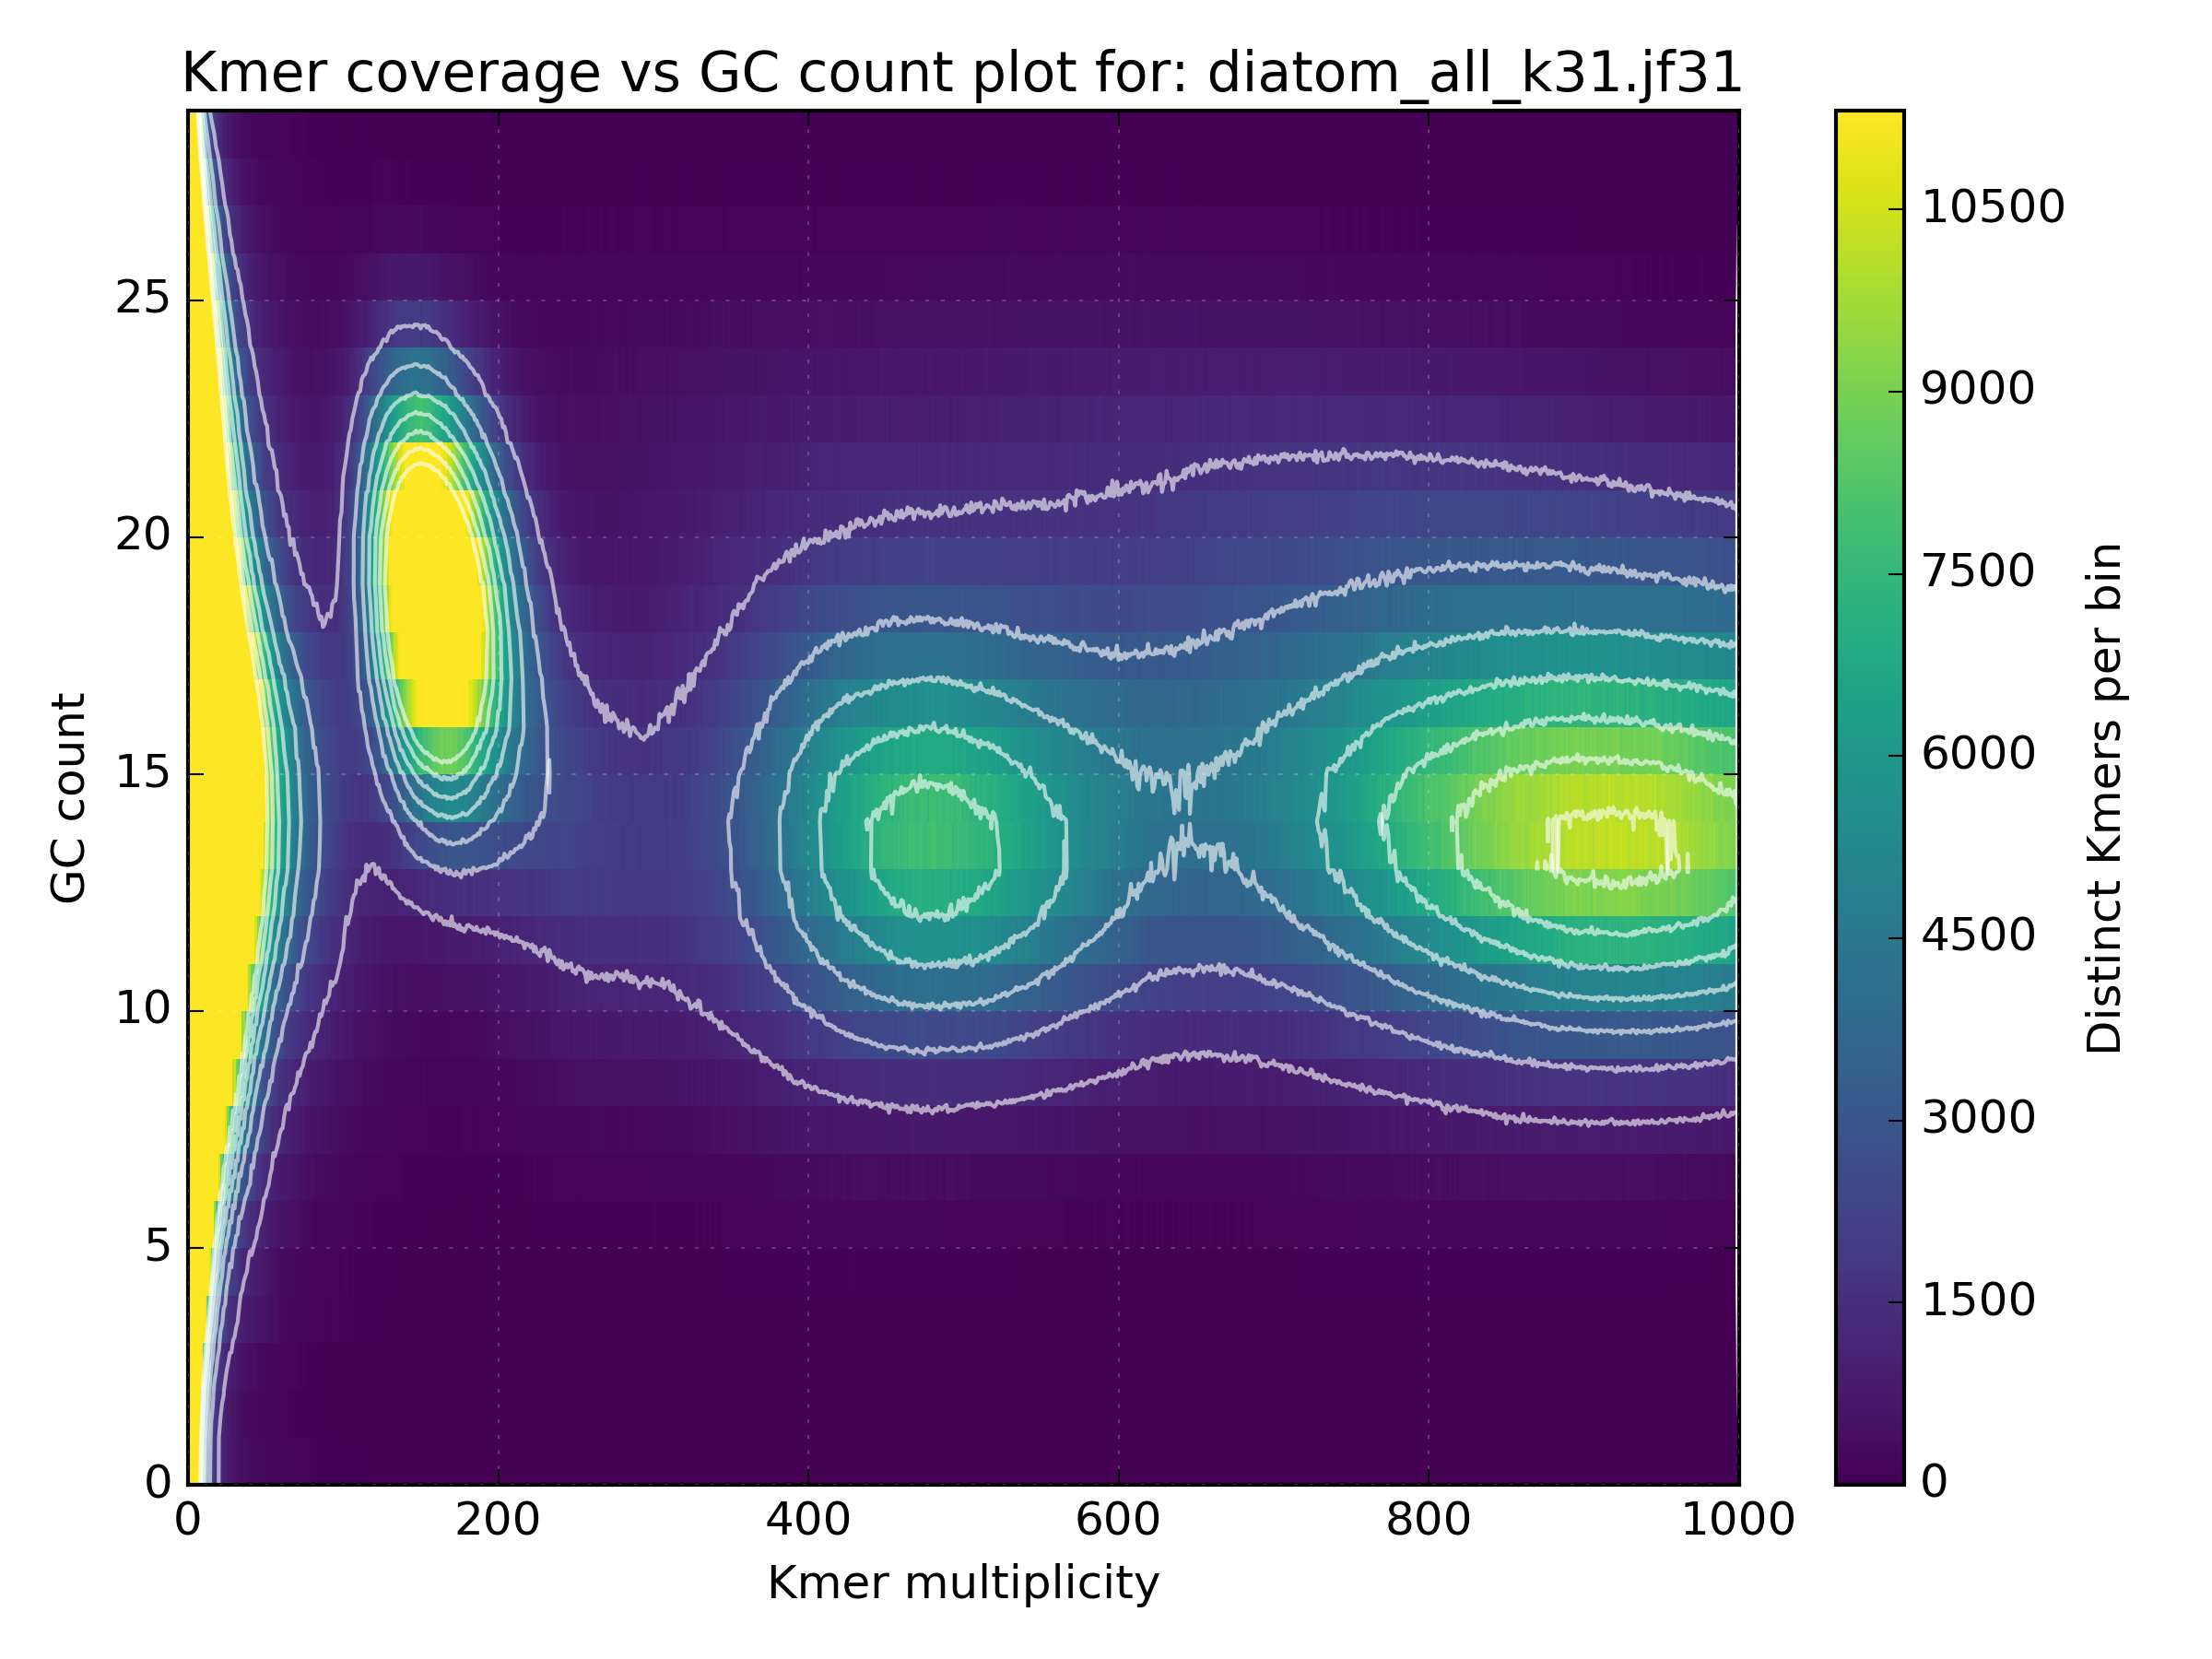 Kmer coverage vs GC count plot for: diatom_all_k31.jf31
GC count
25
20
15
10
5
0
0 200 400 600 800 1000
Kmer multiplicity
10500
9000
7500
6000
4500
3000
1500
0
Distinct Kmers per bin